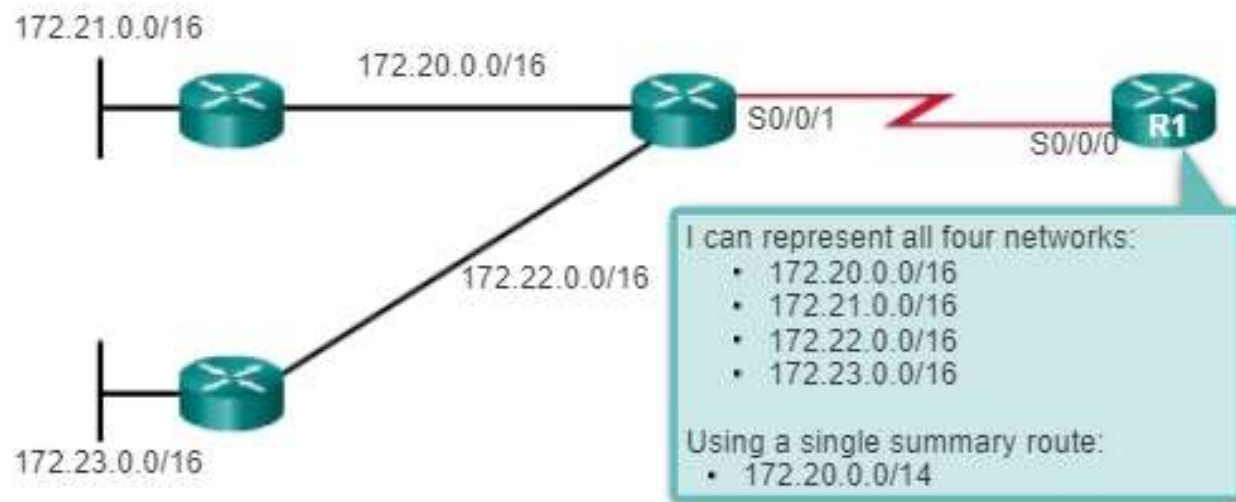 172.21.0.0/16
172.20.0.0/16
S0/0/1
S0/0/0
R1
172.22.0.0/16
172.23.0.0/16
I can represent all four networks:
• 172.20.0.0/16
• 172.21.0.0/16
• 172.22.0.0/16
• 172.23.0.0/16
Using a single summary route:
• 172.20.0.0/14